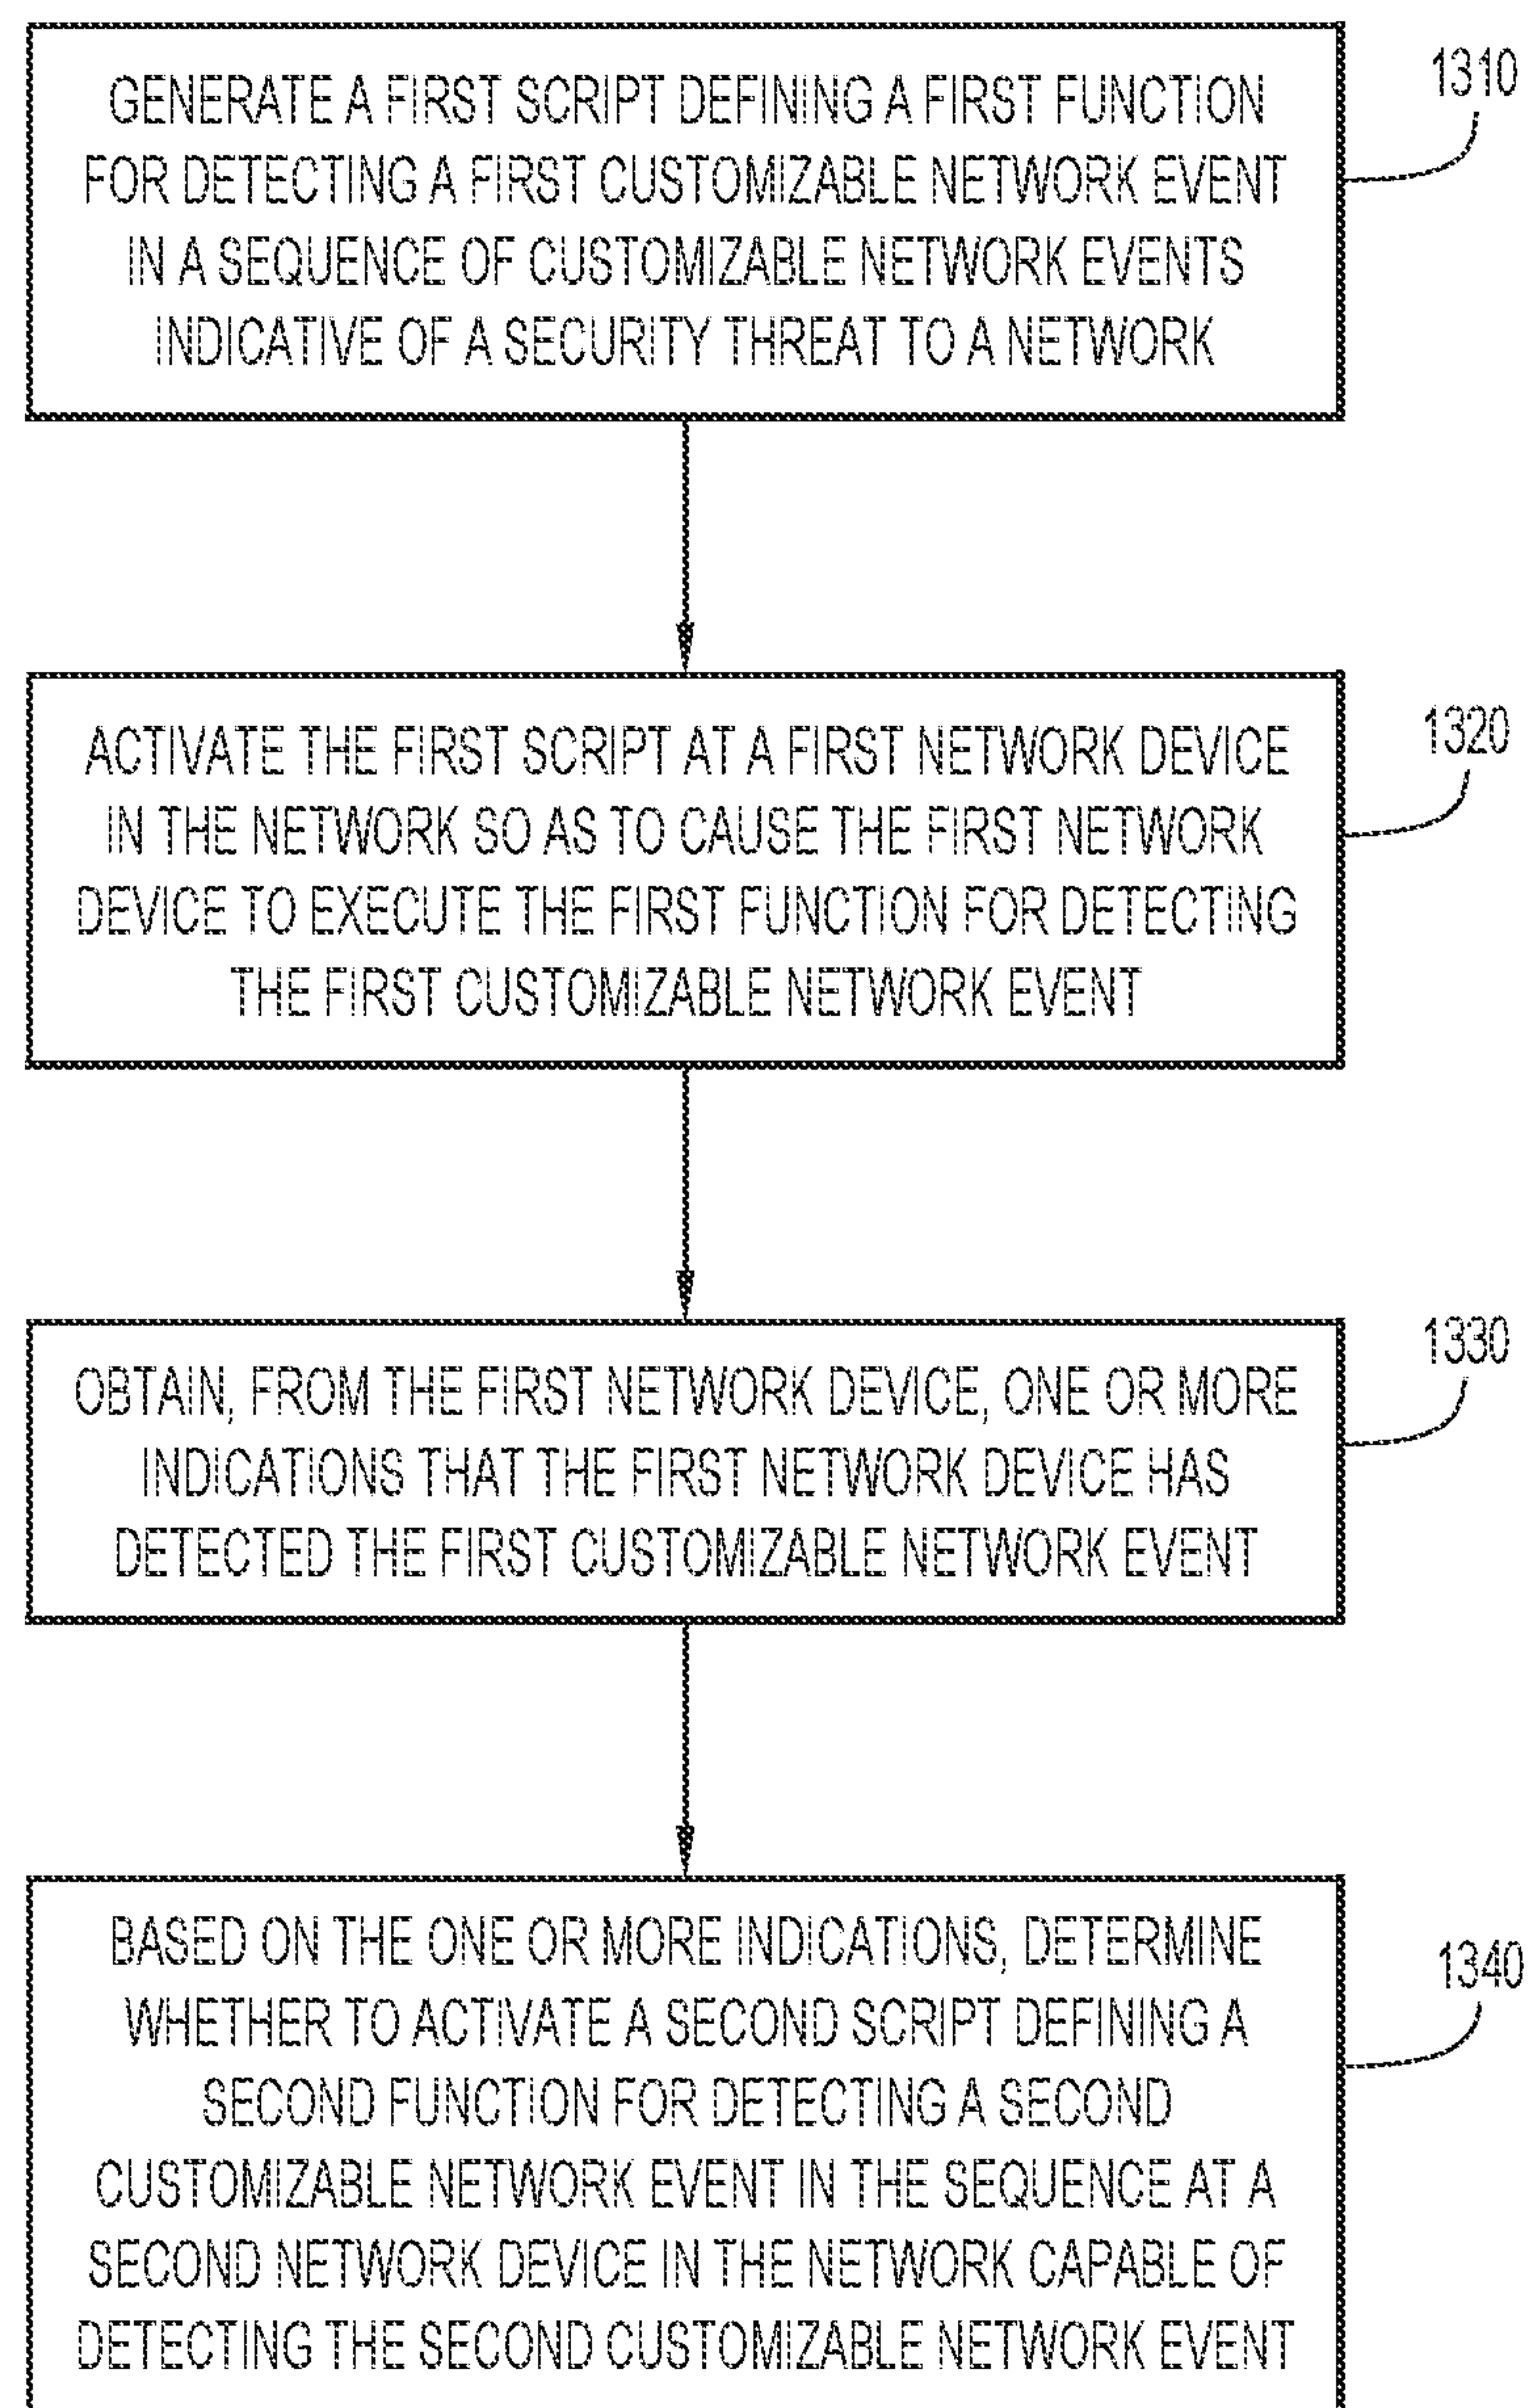 GENERATE A FIRST SCRIPT DEFINING A FIRST FUNCTION
FOR DETECTING A FIRST CUSTOMIZABLE NETWORK EVENT
IN A SEQUENCE OF CUSTOMIZABLE NETWORK EVENTS
INDICATIVE OF A SECURITY THREAT TO A NETWORK
1310
ACTIVATE THE FIRST SCRIPT AT A FIRST NETWORK DEVICE
IN THE NETWORK SO AS TO CAUSE THE FIRST NETWORK
DEVICE TO EXECUTE THE FIRST FUNCTION FOR DETECTING
THE FIRST CUSTOMIZABLE NETWORK EVENT
1320
OBTAIN, FROM THE FIRST NETWORK DEVICE, ONE OR MORE
INDICATIONS THAT THE FIRST NETWORK DEVICE HAS
DETECTED THE FIRST CUSTOMIZABLE NETWORK EVENT
1330
BASED ON THE ONE OR MORE INDICATIONS, DETERMINE
WHETHER TO ACTIVATE A SECOND SCRIPT DEFINING A
SECOND FUNCTION FOR DETECTING A SECOND
CUSTOMIZABLE NETWORK EVENT IN THE SEQUENCE AT A
SECOND NETWORK DEVICE IN THE NETWORK CAPABLE OF
DETECTING THE SECOND CUSTOMIZABLE NETWORK EVENT
1340